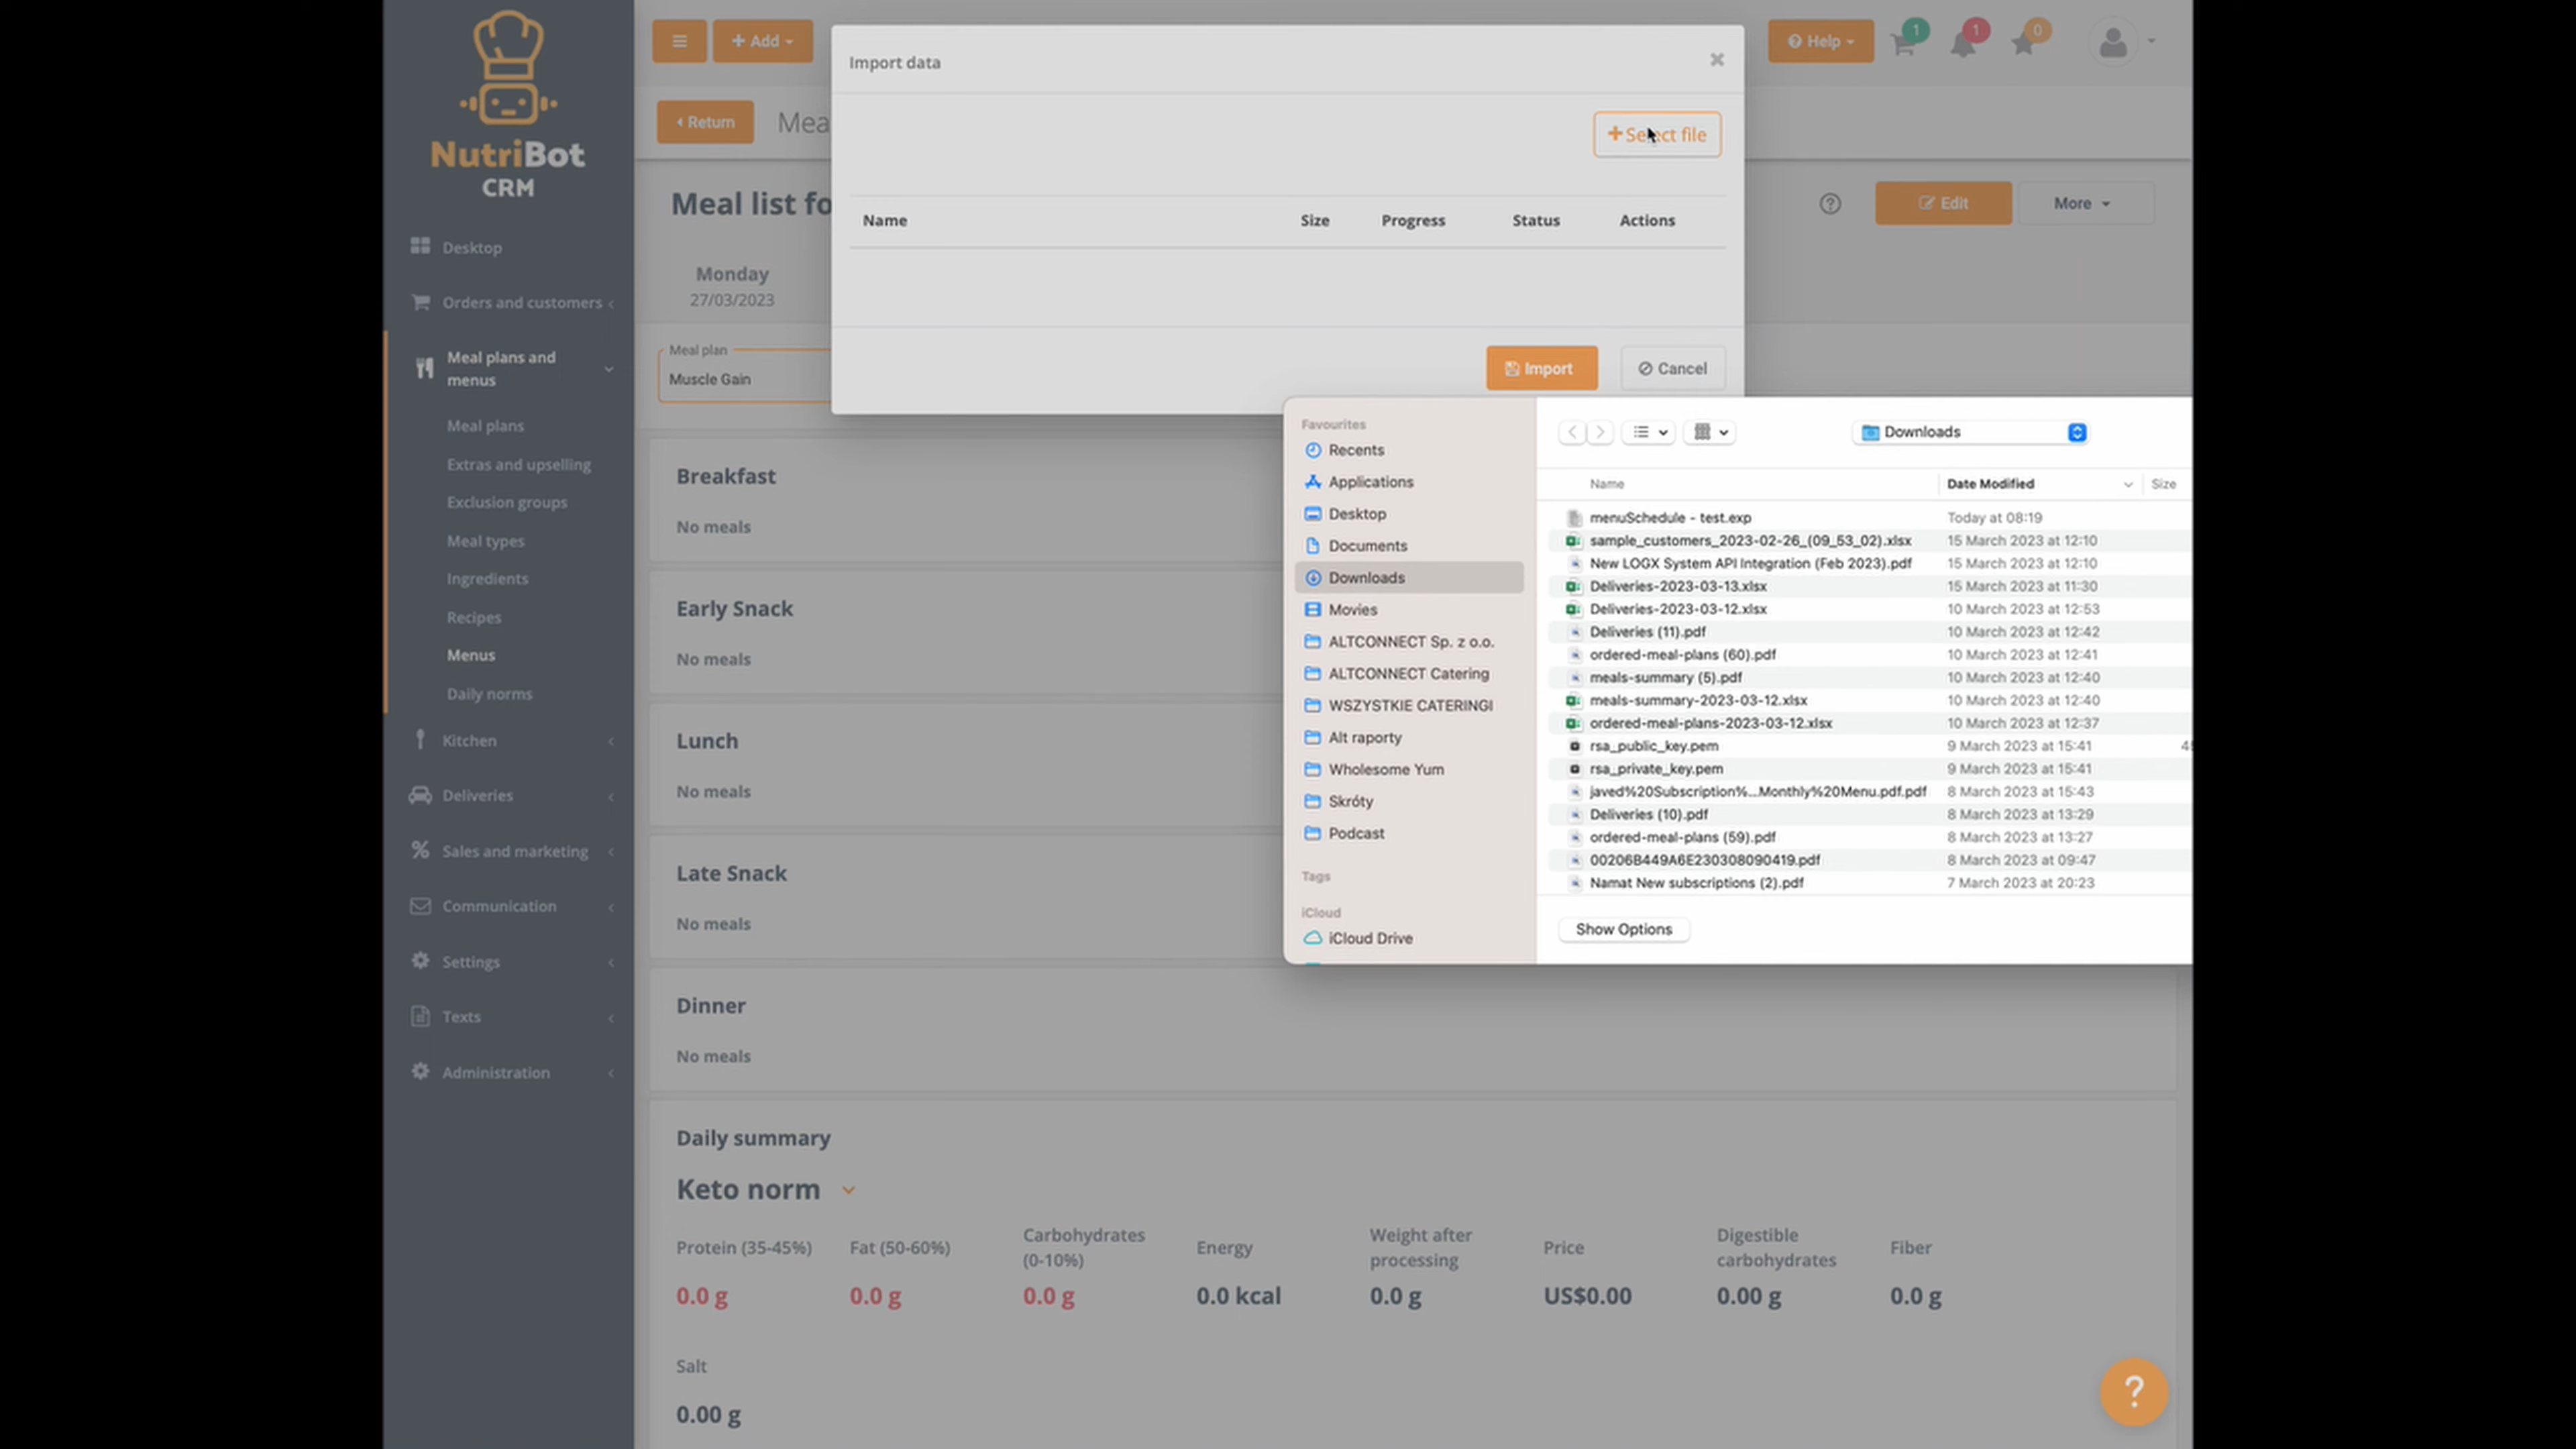 NutriBot
CRM
Desktop
Orders and customers
Meal plans and
menus
Meal plans
Extras and upselling
Exclusion groups
Meal types
Ingredients
Recipes
Menus
Daily norms
Kitchen
Deliveries
Sales and marketing
Communication
Settings
Texts
Administration
+ Add
Help
1
1
0
Return
Mea
Meal list fo
Edit
More
Monday
27/03/2023
Meal plan
Muscle Gain
Import data
+ Select file
Name Size Progress Status Actions
Import
Cancel
Breakfast
No meals
Early Snack
No meals
Lunch
No meals
Late Snack
No meals
Dinner
No meals
Favourites
Recents
Applications
Desktop
Documents
Downloads
Movies
ALTCONNECT Sp. z o.o.
ALTCONNECT Catering
WSZYSTKIE CATERINGI
Alt raporty
Wholesome Yum
Skróty
Podcast
Tags
iCloud
iCloud Drive
Downloads
Name Date Modified Size
menuSchedule - test.exp Today at 08:19
sample_customers_2023-02-26_(09_53_02).xlsx 15 March 2023 at 12:10
New LOGX System API Integration (Feb 2023).pdf 15 March 2023 at 12:10
Deliveries-2023-03-13.xlsx 15 March 2023 at 11:30
Deliveries-2023-03-12.xlsx 10 March 2023 at 12:53
Deliveries (11).pdf 10 March 2023 at 12:42
ordered-meal-plans (60).pdf 10 March 2023 at 12:41
meals-summary (5).pdf 10 March 2023 at 12:40
meals-summary-2023-03-12.xlsx 10 March 2023 at 12:40
ordered-meal-plans-2023-03-12.xlsx 10 March 2023 at 12:37
rsa_public_key.pem 9 March 2023 at 15:41
rsa_private_key.pem 9 March 2023 at 15:41
javed%20Subscription%...Monthly%20Menu.pdf.pdf 8 March 2023 at 15:43
Deliveries (10).pdf 8 March 2023 at 13:29
ordered-meal-plans (59).pdf 8 March 2023 at 13:27
00206B449A6E230308090419.pdf 8 March 2023 at 09:47
Namat New subscriptions (2).pdf 7 March 2023 at 20:23
Show Options
Daily summary
Keto norm
Protein (35-45%) Fat (50-60%) Carbohydrates (0-10%) Energy Weight after processing Price Digestible carbohydrates Fiber
0.0 g 0.0 g 0.0 g 0.0 kcal 0.0 g US$0.00 0.00 g 0.0 g
Salt
0.00 g
?